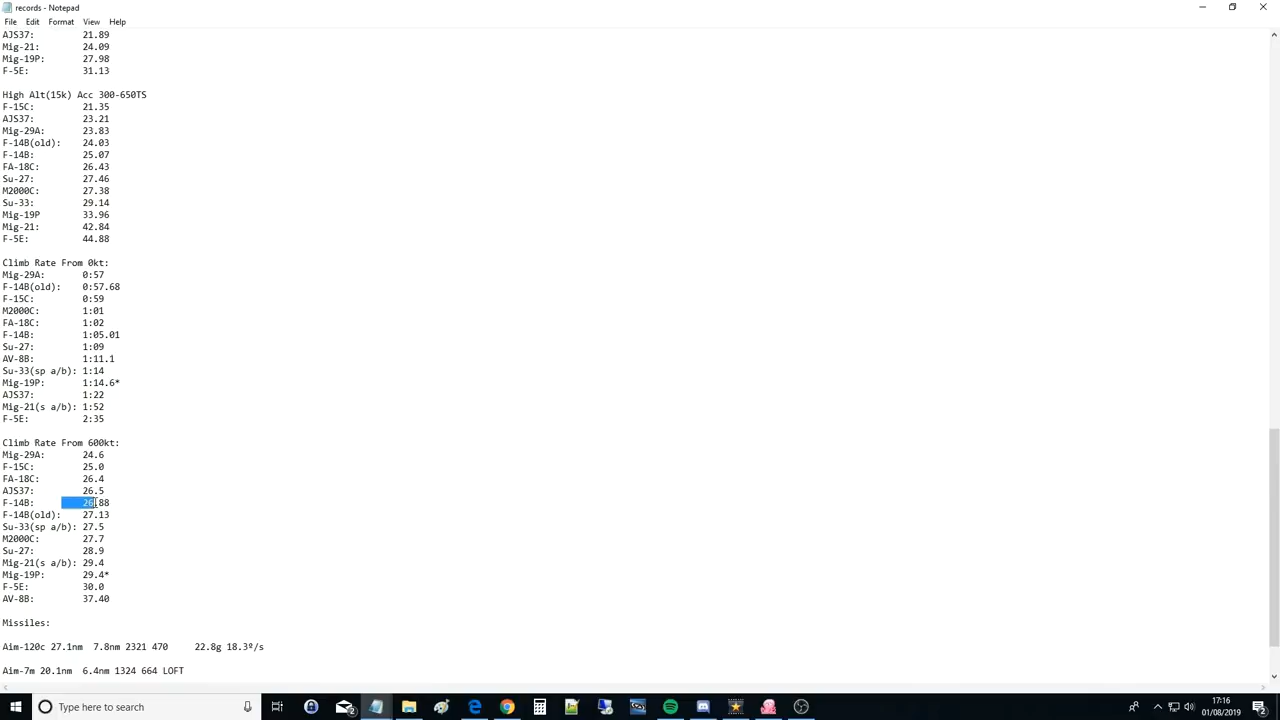 records - Notepad
File Edit Format View Help
AJS37: 21.89
Mig-21: 24.09
Mig-19P: 27.98
F-5E: 31.13
High Alt(15k) Acc 300-650TS
F-15C: 21.35
AJS37: 23.21
Mig-29A: 23.83
F-14B(old): 24.03
F-14B: 25.07
FA-18C: 26.43
Su-27: 27.46
M2000C: 27.38
Su-33: 29.14
Mig-19P 33.96
Mig-21: 42.84
F-5E: 44.88
Climb Rate From 0kt:
Mig-29A: 0:57
F-14B(old): 0:57.68
F-15C: 0:59
M2000C: 1:01
FA-18C: 1:02
F-14B: 1:05.01
Su-27: 1:09
AV-8B: 1:11.1
Su-33(sp a/b): 1:14
Mig-19P: 1:14.6*
AJS37: 1:22
Mig-21(s a/b): 1:52
F-5E: 2:35
Climb Rate From 600kt:
Mig-29A: 24.6
F-15C: 25.0
FA-18C: 26.4
AJS37: 26.5
F-14B: 26.88
F-14B(old): 27.13
Su-33(sp a/b): 27.5
M2000C: 27.7
Su-27: 28.9
Mig-21(s a/b): 29.4
Mig-19P: 29.4*
F-5E: 30.0
AV-8B: 37.40
Missiles:
Aim-120c 27.1nm 7.8nm 2321 470 22.8g 18.3º/s
Aim-7m 20.1nm 6.4nm 1324 664 LOFT
Type here to search
17:16
01/08/2019
2
2